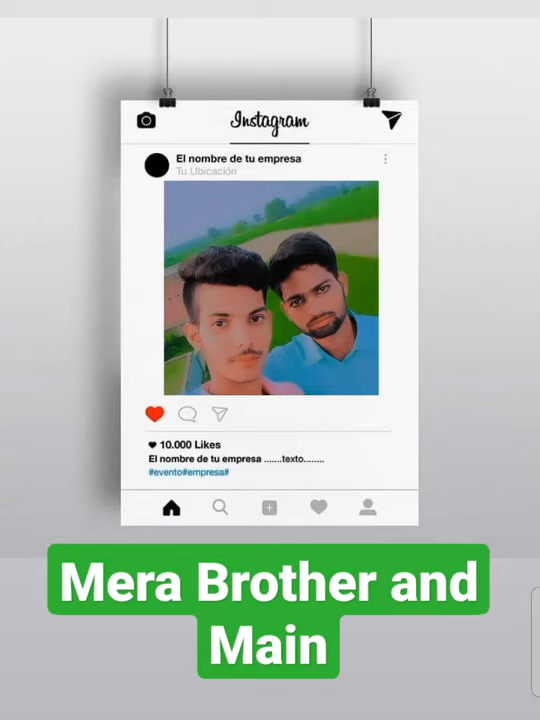 Instagram
El nombre de tu empresa
Tu Ubicación
10.000 Likes
El nombre de tu empresa .......texto........
#evento#empresa#
Mera Brother and
Main